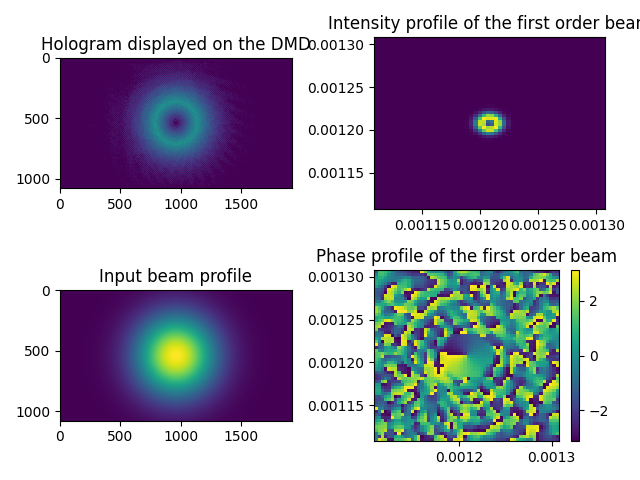 Hologram displayed on the DMD
0
500
1000
0 500 1000 1500
Intensity profile of the first order bear
0.00130
0.00125
0.00120
0.00115
0.00115 0.00120 0.00125 0.00130
Input beam profile
0
500
1000
0 500 1000 1500
Phase profile of the first order beam
0.00130
0.00125
0.00120
0.00115
0.0012 0.0013
2
0
−2